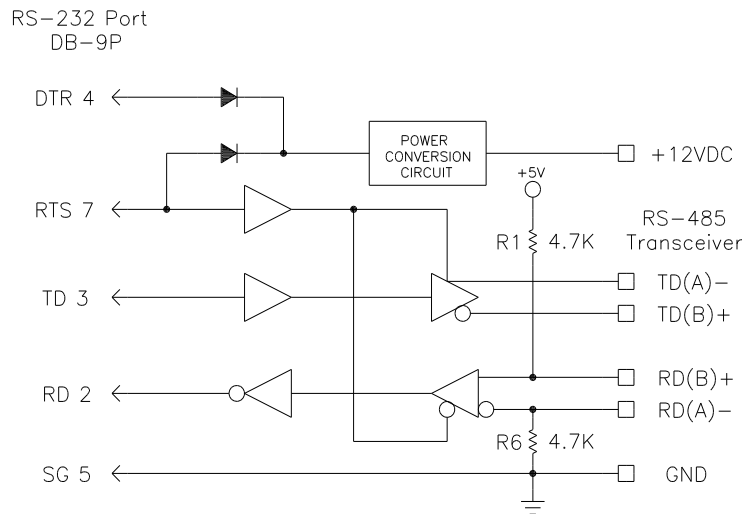 RS-232 Port
DB-9P
DTR 4
POWER
CONVERSION
CIRCUIT
+12VDC
+5V
RTS 7
RS-485
Transceiver
R1 4.7K
TD 3
TD(A)-
TD(B)+
RD 2
RD(B)+
RD(A)-
R6 4.7K
SG 5
GND